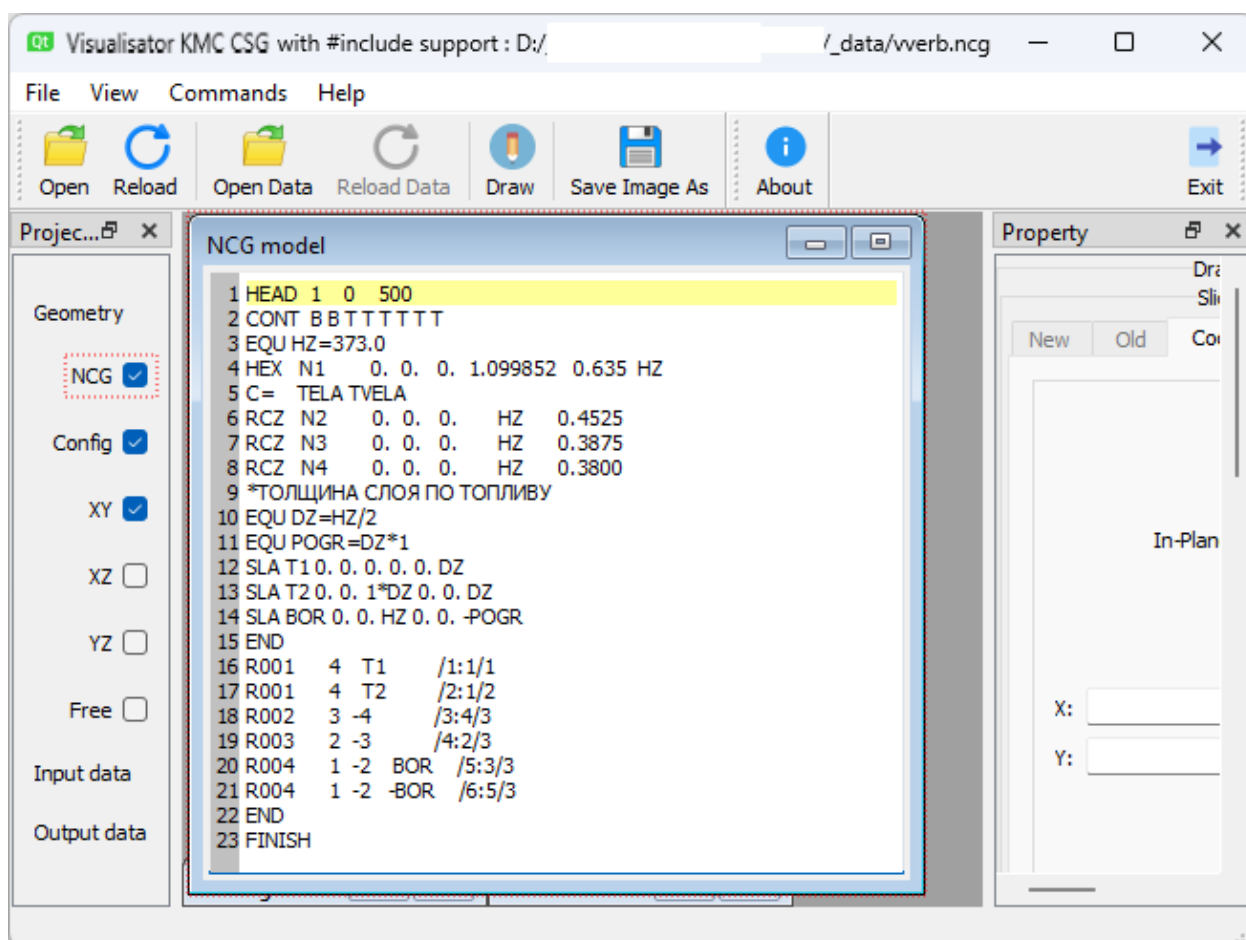 Visualisator KMC CSG with #include support : D:/ /_data/vverb.ncg
File View Commands Help
Open Reload Open Data Reload Data Draw Save Image As About Exit
Projec...
Geometry
NCG
Config
XY
XZ
YZ
Free
Input data
Output data
NCG model
1 HEAD 1 0 500
2 CONT B B T T T T T T
3 EQU HZ=373.0
4 HEX N1 0. 0. 0. 1.099852 0.635 HZ
5 C= TELA TVELA
6 RCZ N2 0. 0. 0. HZ 0.4525
7 RCZ N3 0. 0. 0. HZ 0.3875
8 RCZ N4 0. 0. 0. HZ 0.3800
9 *ТОЛЩИНА СЛОЯ ПО ТОПЛИВУ
10 EQU DZ=HZ/2
11 EQU POGR=DZ*1
12 SLA T1 0. 0. 0. 0. 0. DZ
13 SLA T2 0. 0. 1*DZ 0. 0. DZ
14 SLA BOR 0. 0. HZ 0. 0. -POGR
15 END
16 R001 4 T1 /1:1/1
17 R001 4 T2 /2:1/2
18 R002 3 -4 /3:4/3
19 R003 2 -3 /4:2/3
20 R004 1 -2 BOR /5:3/3
21 R004 1 -2 -BOR /6:5/3
22 END
23 FINISH
Property
New Old
In-Plan
X:
Y: